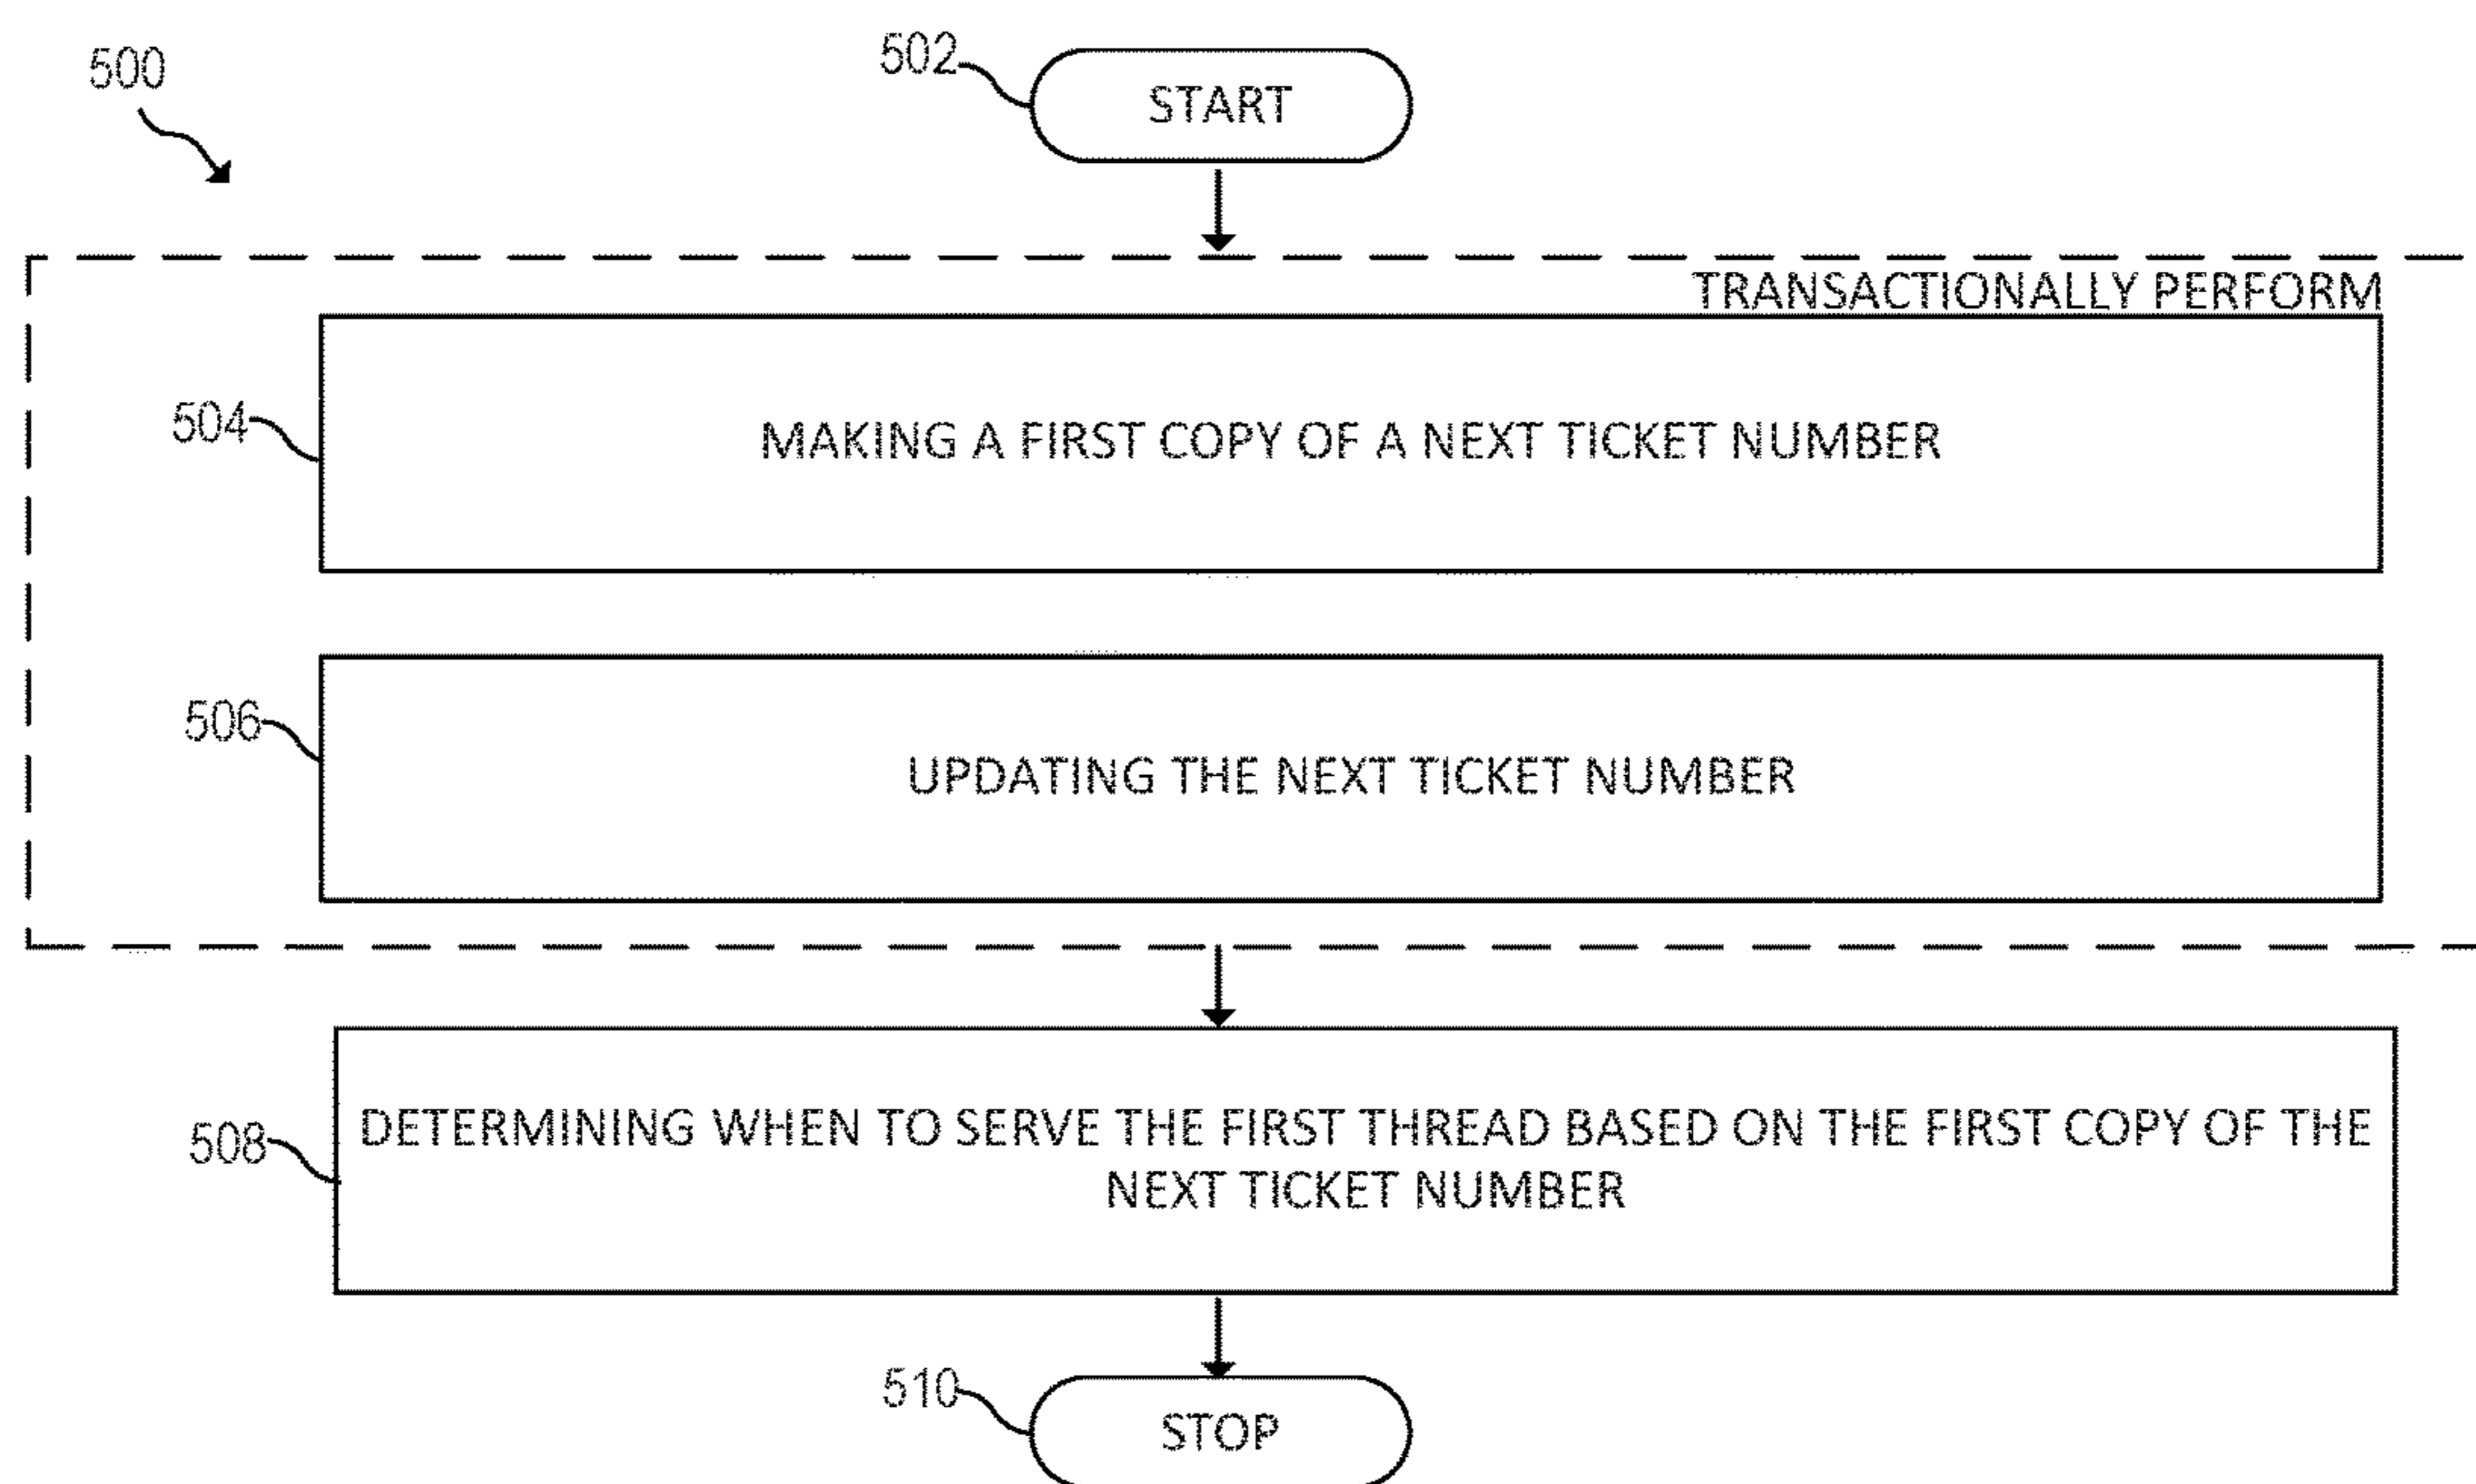 500
502
START
TRANSACTIONALLY PERFORM
504
MAKING A FIRST COPY OF A NEXT TICKET NUMBER
506
UPDATING THE NEXT TICKET NUMBER
508
DETERMINING WHEN TO SERVE THE FIRST THREAD BASED ON THE FIRST COPY OF THE
NEXT TICKET NUMBER
510
STOP